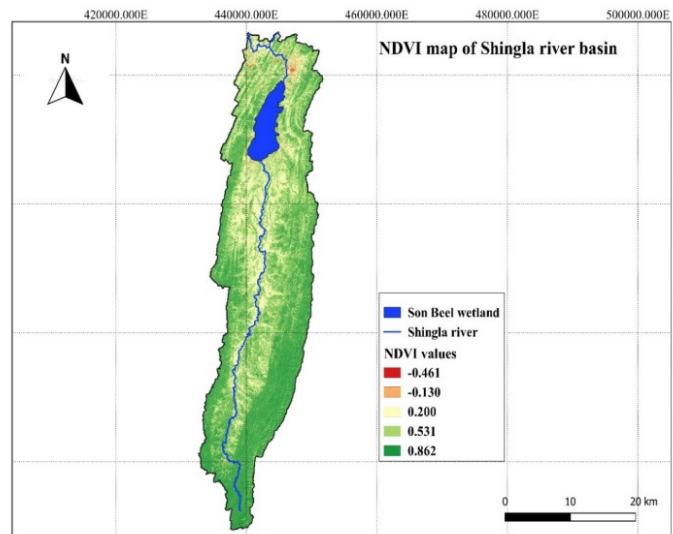 420000.000E 440000.000E 460000.000E 480000.000E 500000.000E
NDVI map of Shingla river basin
N
Son Beel wetland
Shingla river
NDVI values
-0.461
-0.130
0.200
0.531
0.862
0 10 20 km